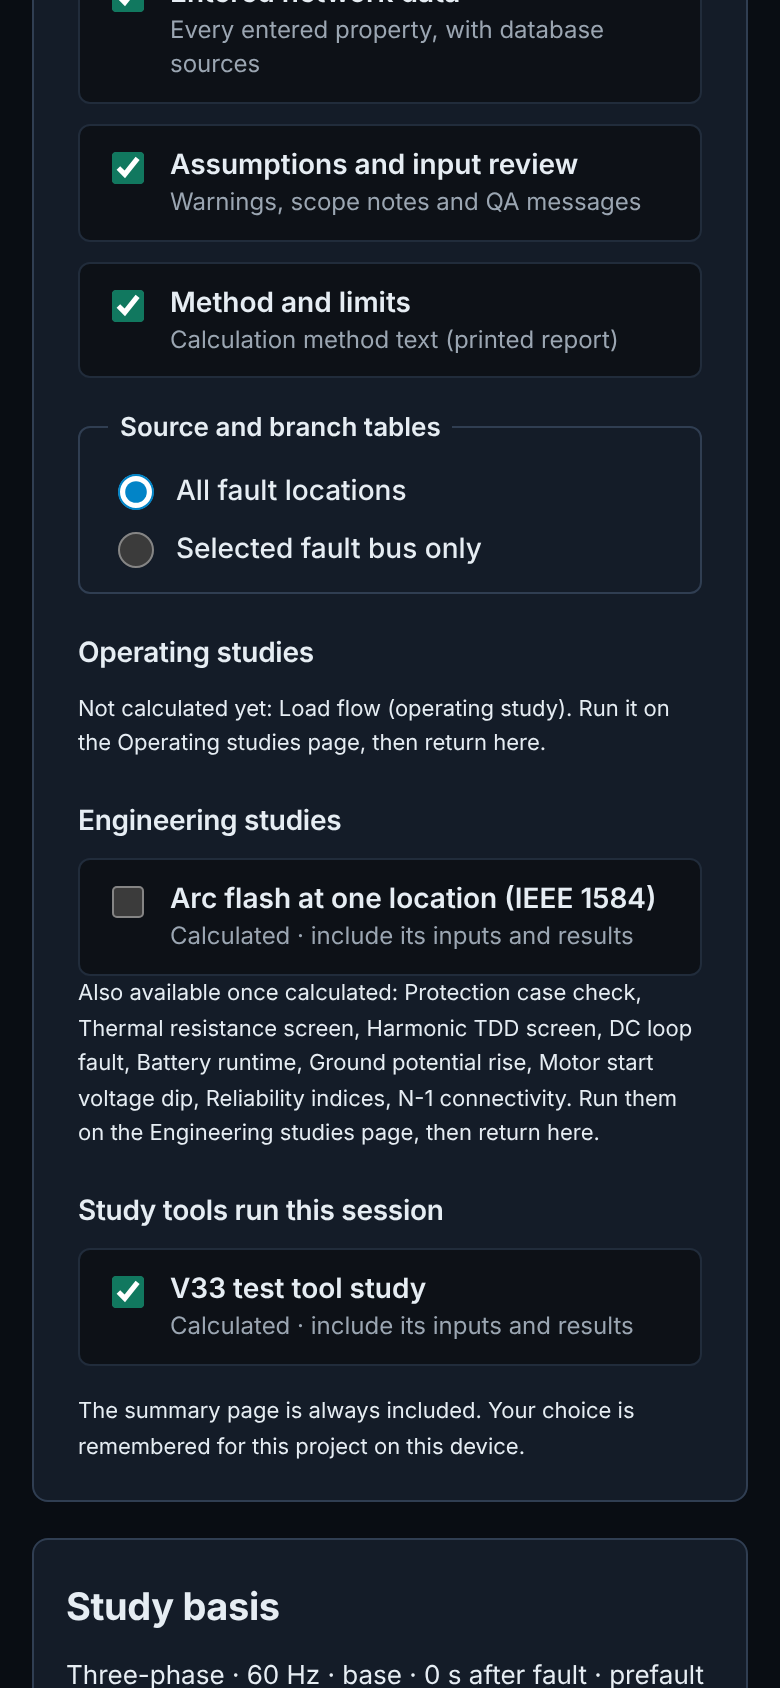 Entered network data
Every entered property, with database
sources
Assumptions and input review
Warnings, scope notes and QA messages
Method and limits
Calculation method text (printed report)
Source and branch tables
All fault locations
Selected fault bus only
Operating studies
Not calculated yet: Load flow (operating study). Run it on
the Operating studies page, then return here.
Engineering studies
Arc flash at one location (IEEE 1584)
Calculated · include its inputs and results
Also available once calculated: Protection case check,
Thermal resistance screen, Harmonic TDD screen, DC loop
fault, Battery runtime, Ground potential rise, Motor start
voltage dip, Reliability indices, N-1 connectivity. Run them
on the Engineering studies page, then return here.
Study tools run this session
V33 test tool study
Calculated · include its inputs and results
The summary page is always included. Your choice is
remembered for this project on this device.
Study basis
Three-phase · 60 Hz · base · 0 s after fault · prefault